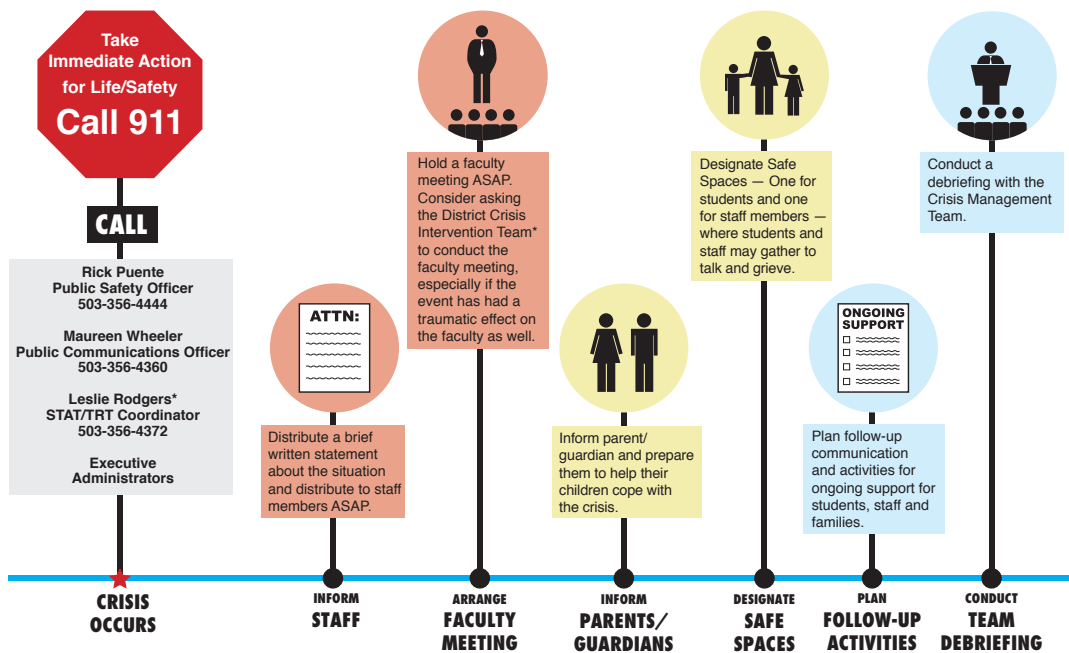 Take
Immediate Action
for Life/Safety
Call 911
CALL
Rick Puente
Public Safety Officer
503-356-4444
Maureen Wheeler
Public Communications Officer
503-356-4360
Leslie Rodgers*
STAT/TRT Coordinator
503-356-4372
Executive
Administrators
CRISIS
OCCURS
ATTN:
Distribute a brief
written statement
about the situation
and distribute to staff
members ASAP.
INFORM
STAFF
Hold a faculty
meeting ASAP.
Consider asking
the District Crisis
Intervention Team*
to conduct the
faculty meeting,
especially if the
event has had a
traumatic effect on
the faculty as well.
ARRANGE
FACULTY
MEETING
Inform parent/
guardian and prepare
them to help their
children cope with
the crisis.
INFORM
PARENTS/
GUARDIANS
Designate Safe
Spaces — One for
students and one
for staff members —
where students and
staff may gather to
talk and grieve.
DESIGNATE
SAFE
SPACES
ONGOING
SUPPORT
Plan follow-up
communication
and activities for
ongoing support for
students, staff and
families.
PLAN
FOLLOW-UP
ACTIVITIES
Conduct a
debriefing with the
Crisis Management
Team.
CONDUCT
TEAM
DEBRIEFING